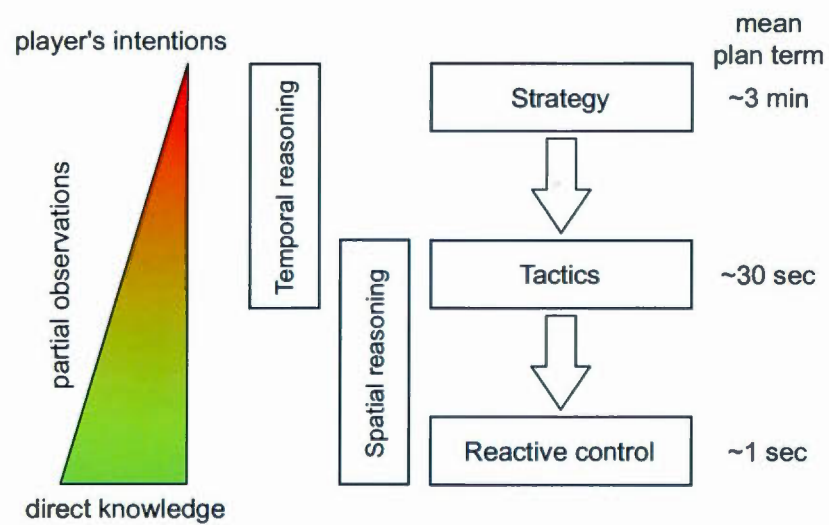 player's intentions
partial observations
direct knowledge
Temporal reasoning
Spatial reasoning
mean
plan term
Strategy
~3 min
Tactics
~30 sec
Reactive control
~1 sec